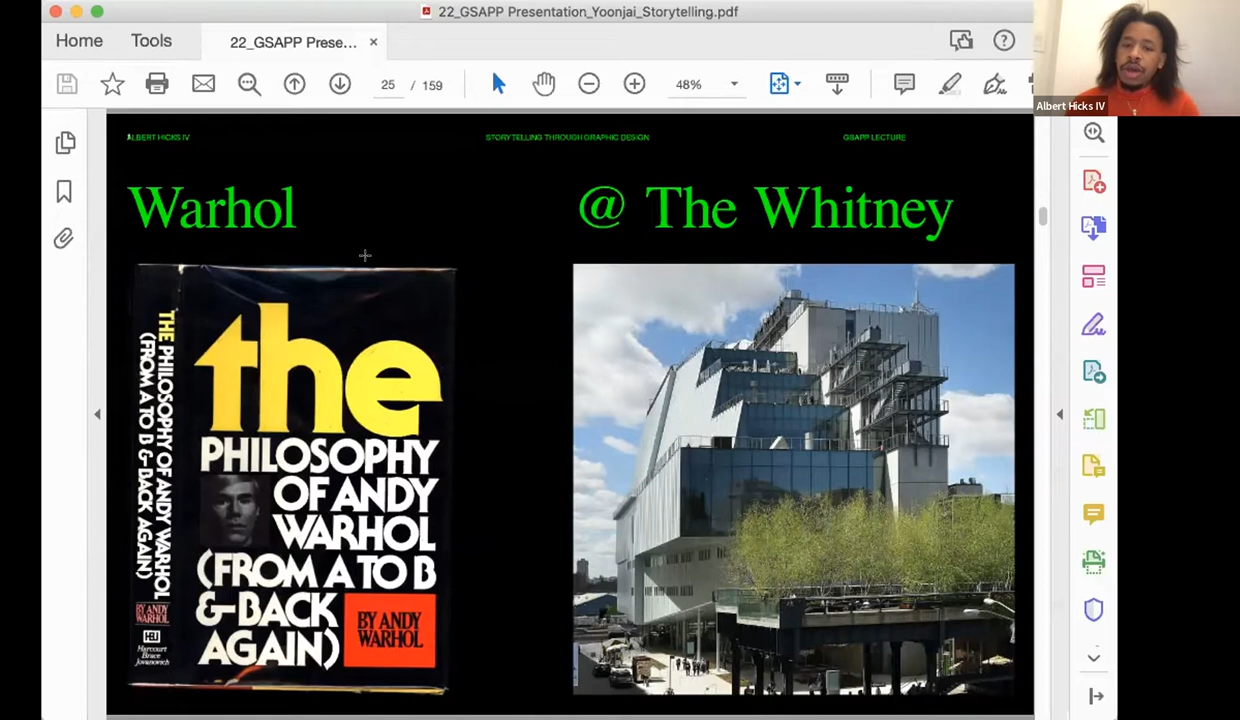 22_GSAPP Presentation_Yoonjai_Storytelling.pdf
Home
Tools
22_GSAPP Prese...
25 / 159
48%
Albert Hicks IV
ALBERT HICKS IV
STORYTELLING THROUGH GRAPHIC DESIGN
GSAPP LECTURE
Warhol
@ The Whitney
THE PHILOSOPHY OF ANDY WARHOL
(FROM A TO B & BACK AGAIN)
BY ANDY
WARHOL
HBJ
Harcourt
Brace
Jovanovich
the
PHILOSOPHY
OF ANDY
WARHOL
(FROM A TO B
& BACK
AGAIN)
BY ANDY
WARHOL